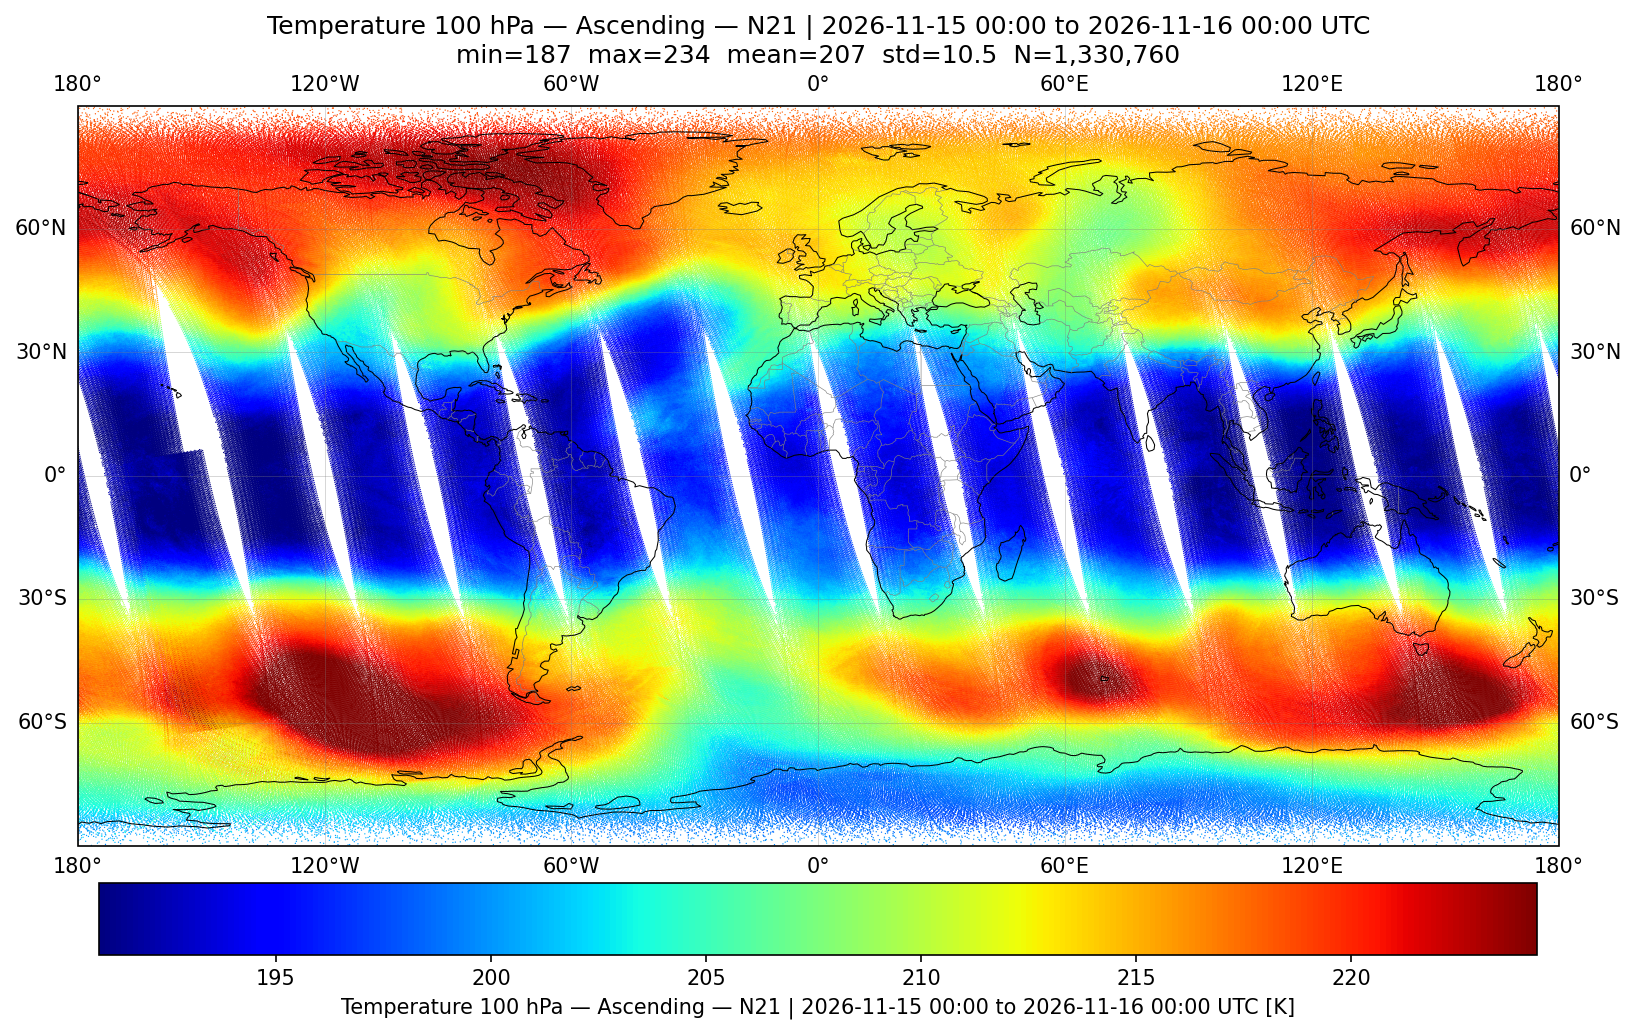 Temperature 100 hPa — Ascending — N21 | 2026-11-15 00:00 to 2026-11-16 00:00 UTC
min=187 max=234 mean=207 std=10.5 N=1,330,760
180° 120°W 60°W 0° 60°E 120°E 180°
60°N 60°N
30°N 30°N
0° 0°
30°S 30°S
60°S 60°S
180° 120°W 60°W 0° 60°E 120°E 180°
195 200 205 210 215 220
Temperature 100 hPa — Ascending — N21 | 2026-11-15 00:00 to 2026-11-16 00:00 UTC [K]